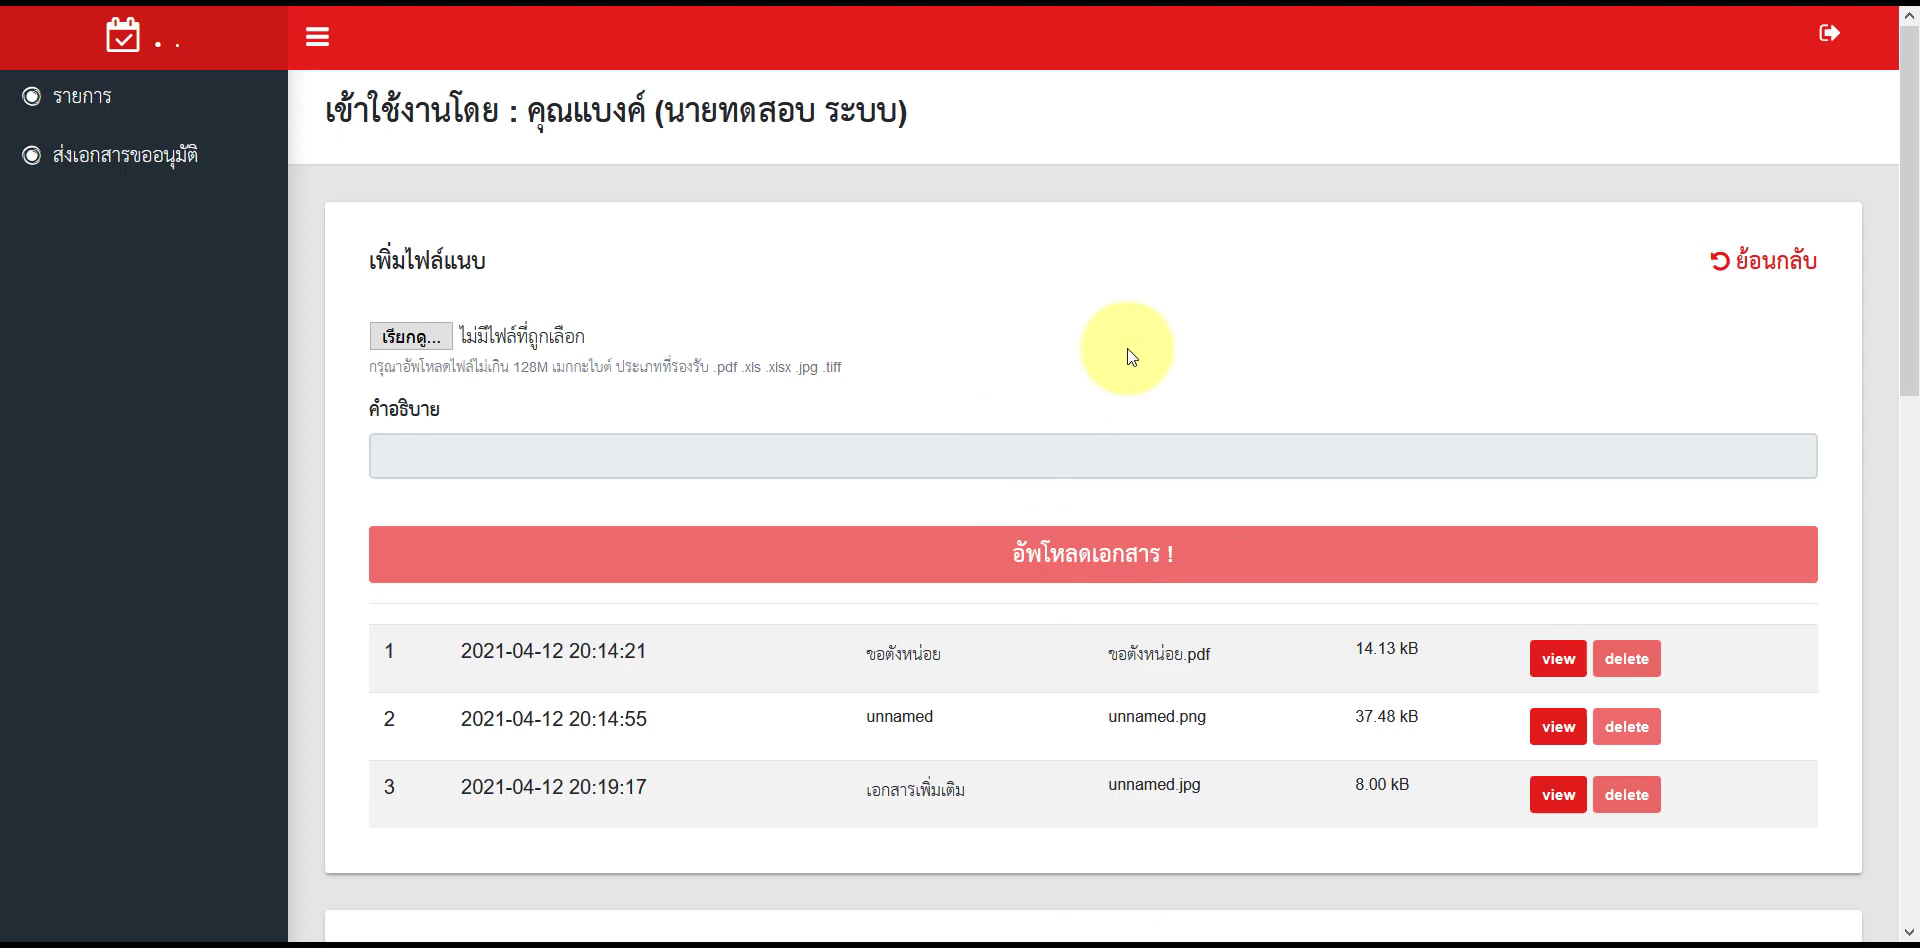 รายการ
ส่งเอกสารขออนุมัติ
เข้าใช้งานโดย : คุณแบงค์ (นายทดสอบ ระบบ)
เพิ่มไฟล์แนบ
ย้อนกลับ
เรียกดู... ไม่มีไฟล์ที่ถูกเลือก
กรุณาอัพโหลดไฟล์ไม่เกิน 128M เมกกะไบต์ ประเภทที่รองรับ .pdf .xls .xlsx .jpg .tiff
คำอธิบาย
อัพโหลดเอกสาร !
1 2021-04-12 20:14:21 ขอตังหน่อย ขอตังหน่อย.pdf 14.13 kB view delete
2 2021-04-12 20:14:55 unnamed unnamed.png 37.48 kB view delete
3 2021-04-12 20:19:17 เอกสารเพิ่มเติม unnamed.jpg 8.00 kB view delete